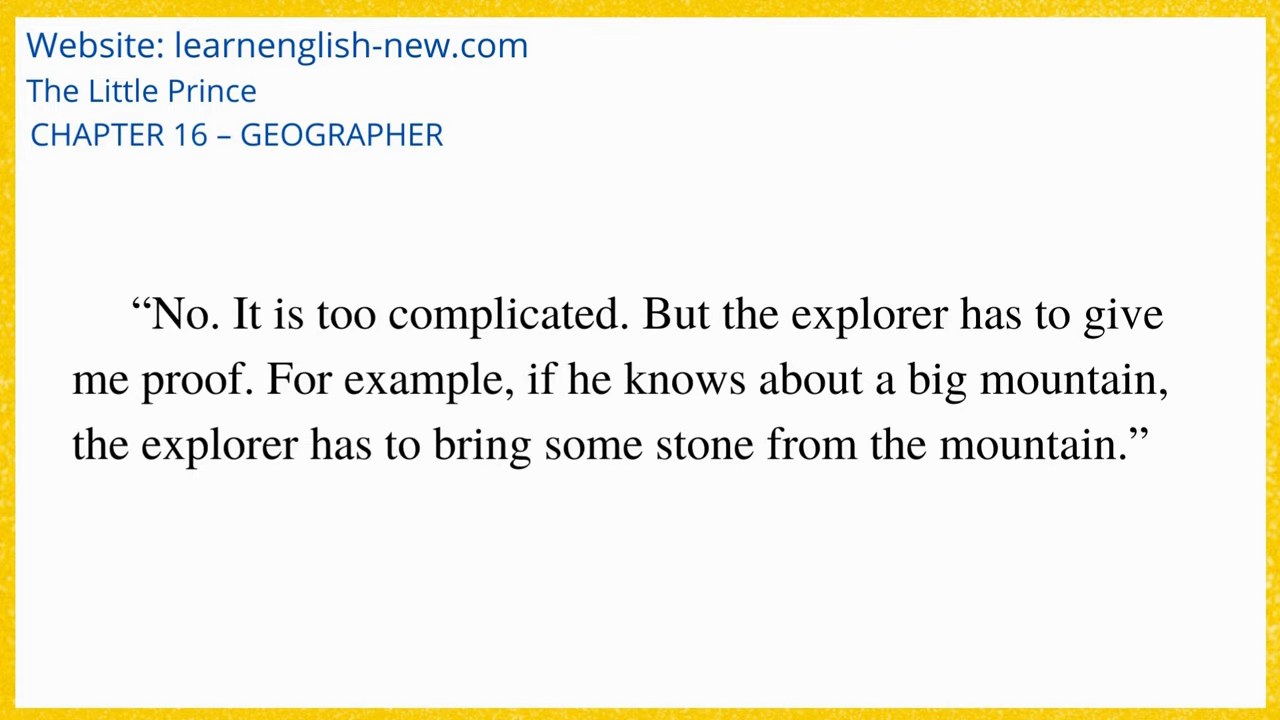 Website: learnenglish-new.com
The Little Prince
CHAPTER 16 – GEOGRAPHER
“No. It is too complicated. But the explorer has to give
me proof. For example, if he knows about a big mountain,
the explorer has to bring some stone from the mountain.”